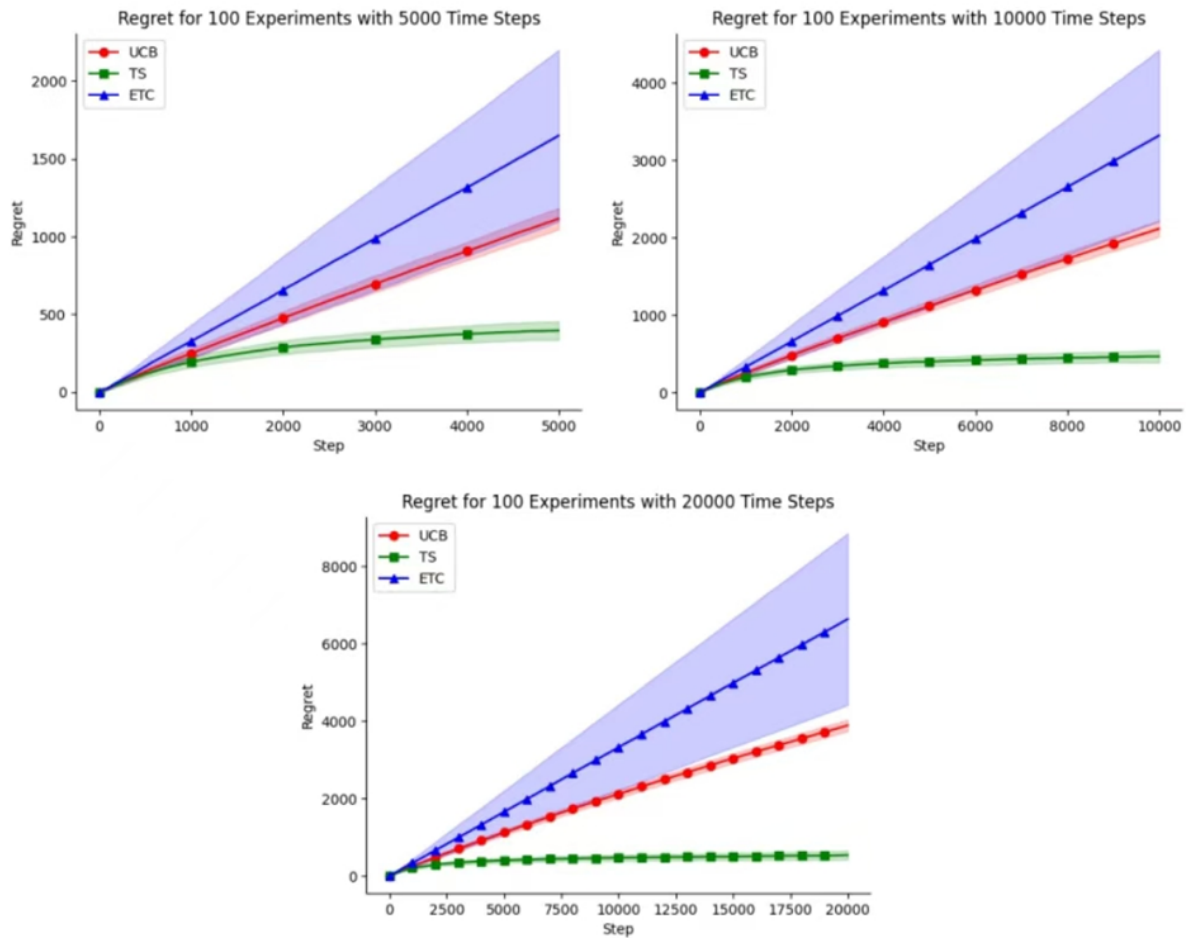 Regret for 100 Experiments with 5000 Time Steps
UCB
TS
ETC
2000
1500
1000
500
0
Regret
0 1000 2000 3000 4000 5000
Step
Regret for 100 Experiments with 10000 Time Steps
UCB
TS
ETC
4000
3000
2000
1000
0
Regret
0 2000 4000 6000 8000 10000
Step
Regret for 100 Experiments with 20000 Time Steps
UCB
TS
ETC
8000
6000
4000
2000
0
Regret
0 2500 5000 7500 10000 12500 15000 17500 20000
Step